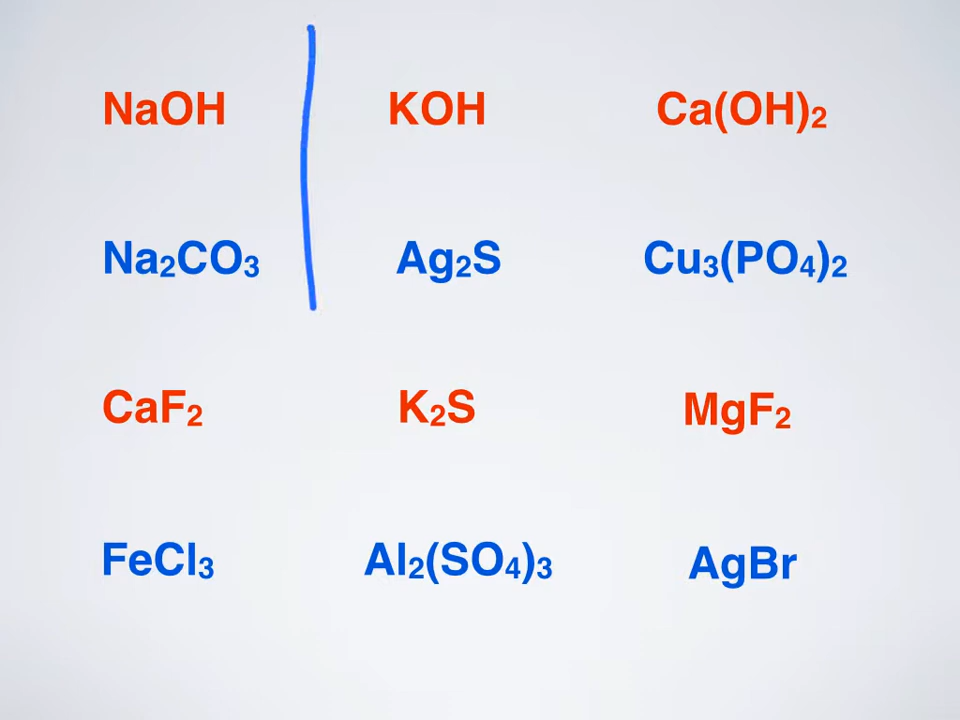 NaOH KOH Ca(OH)₂
Na₂CO₃ Ag₂S Cu₃(PO₄)₂
CaF₂ K₂S MgF₂
FeCl₃ Al₂(SO₄)₃ AgBr